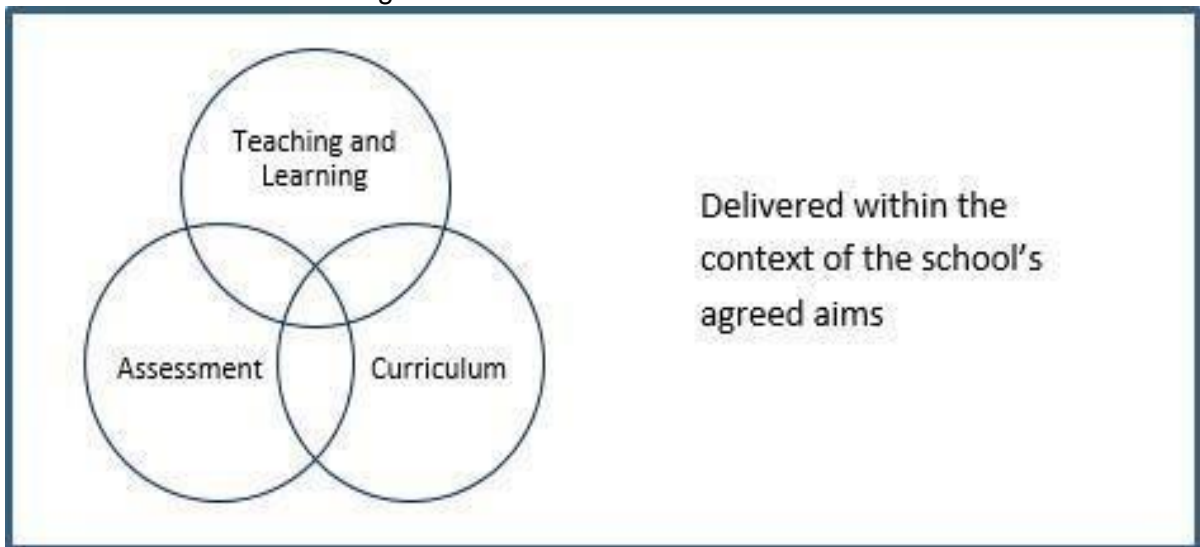 Teaching and
Learning
Delivered within the
context of the school's
agreed aims
Assessment
Curriculum